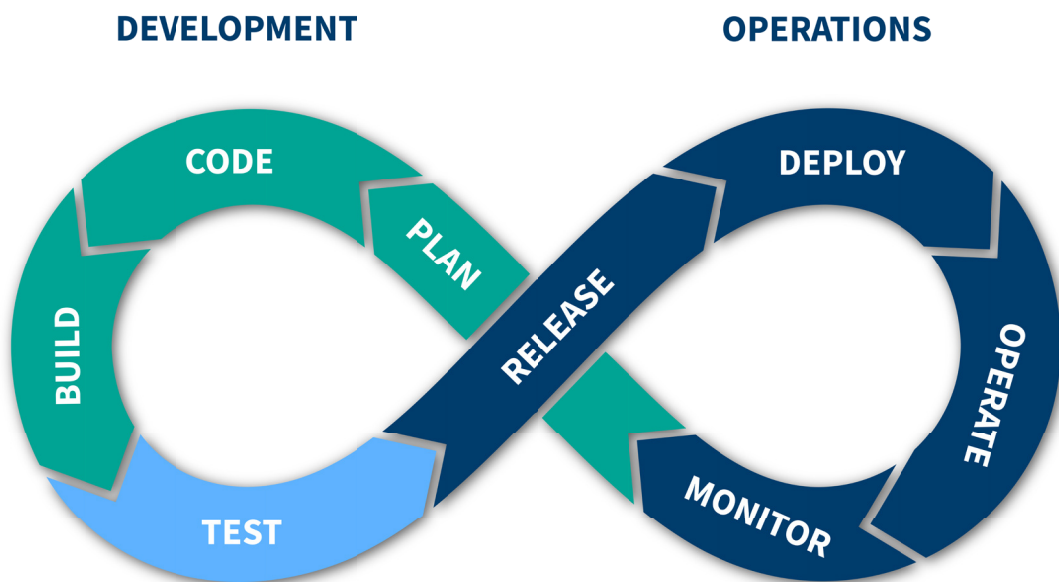 DEVELOPMENT
OPERATIONS
CODE
DEPLOY
PLAN
RELEASE
BUILD
OPERATE
TEST
MONITOR